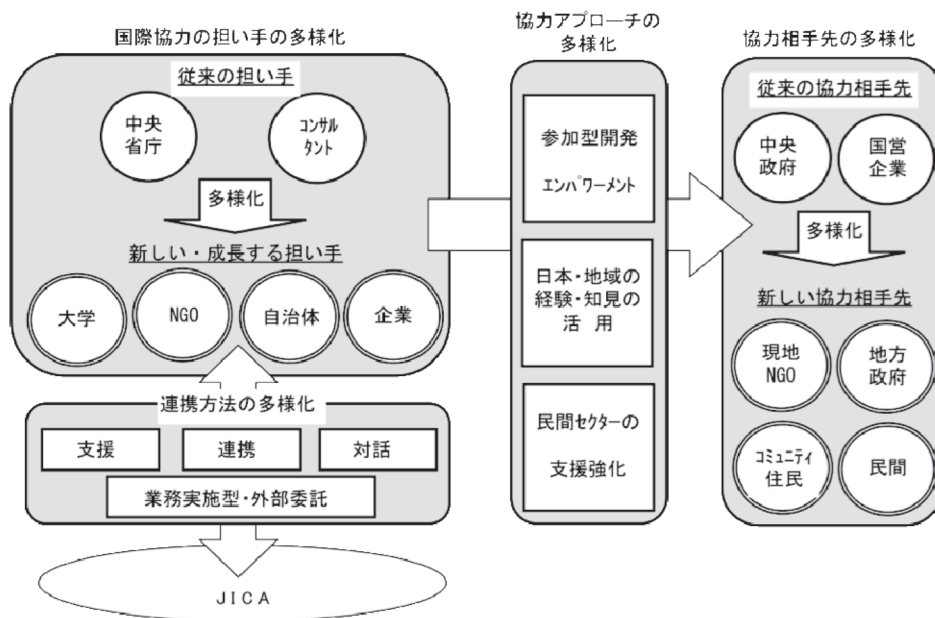 国際協力の担い手の多様化
従来の担い手
中央
省庁
コンサル
タント
多様化
新しい・成長する担い手
大学
NGO
自治体
企業
連携方法の多様化
支援
連携
対話
業務実施型・外部委託
JICA
協力アプローチの
多様化
参加型開発
エンパワーメント
日本・地域の
経験・知見の
活 用
民間セクターの
支援強化
協力相手先の多様化
従来の協力相手先
中央
政府
国営
企業
多様化
新しい協力相手先
現地
NGO
地方
政府
コミュニティ
住民
民間